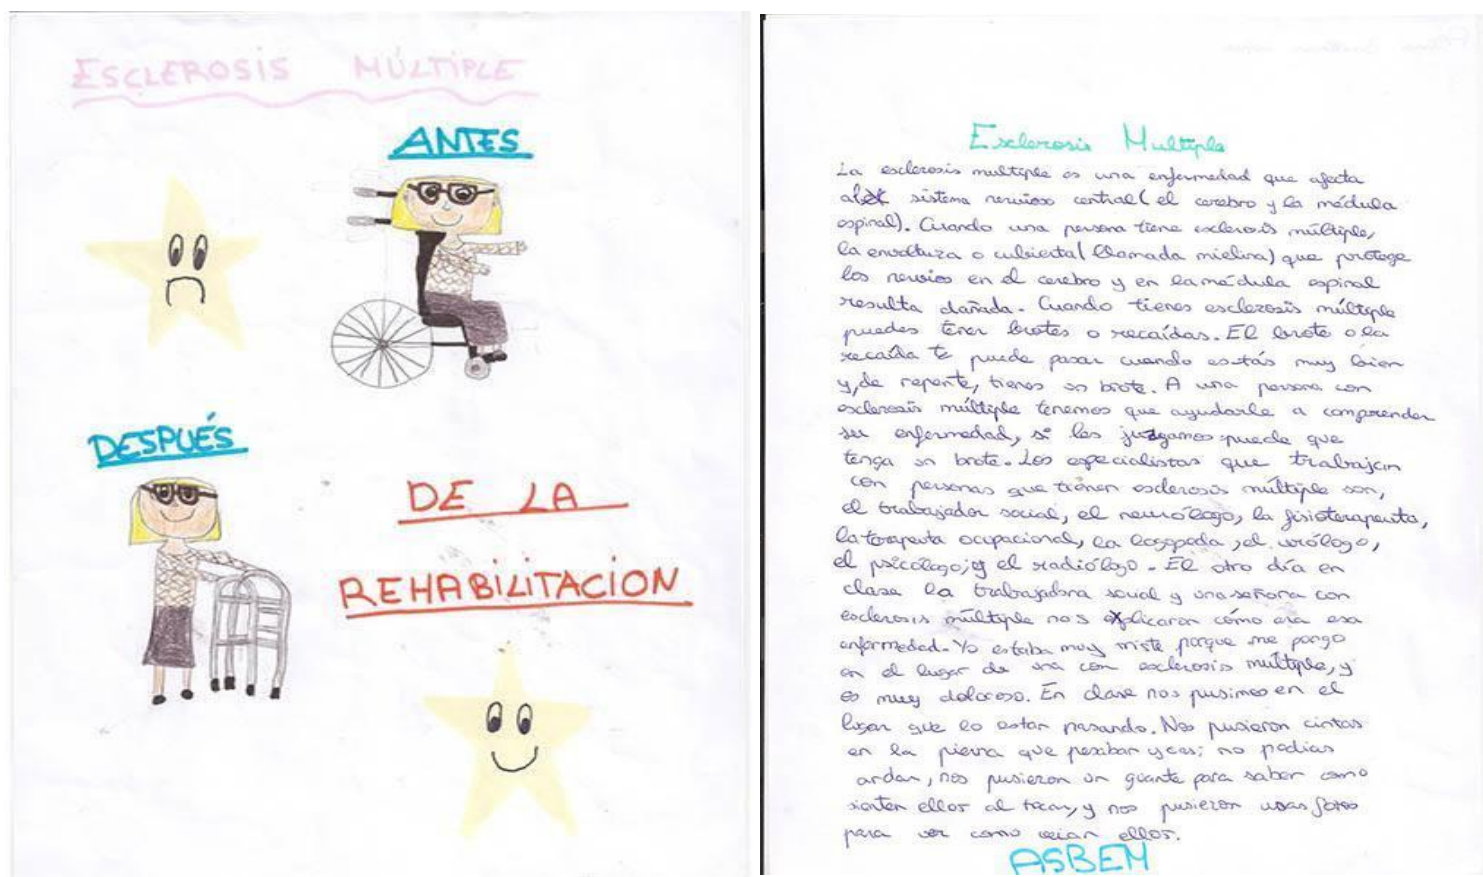 ESCLEROSIS MÚLTIPLE
ANTES
DESPUÉS
DE LA
REHABILITACION
Esclerosis Multiple
La esclerosis multiple es una enfermedad que afecta
al sistema nervioso central (el cerebro y la médula
espinal). Cuando una persona tiene esclerosis múltiple,
la envoltura o cubierta (llamada mielina) que protege
los nervios en el cerebro y en la médula espinal
resulta dañada. Cuando tienes esclerosis múltiple
puedes tener brotes o recaídas. El brote o la
recaída te puede pasar cuando estás muy bien
y, de repente, tienes un brote. A una persona con
esclerosis múltiple tenemos que ayudarle a comprender
su enfermedad, si les juzgamos puede que
tenga un brote. Los especialistas que trabajan
con personas que tienen esclerosis múltiple son,
el trabajador social, el neurólogo, la fisioterapeuta,
la terapeuta ocupacional, la logopeda, el urólogo,
el psicólogo, y el radiólogo. El otro día en
clase la trabajadora social y una señora con
esclerosis múltiple nos explicaron cómo era esa
enfermedad. Yo estaba muy triste porque me pongo
en el lugar de una con esclerosis multiple, y
es muy doloroso. En clase nos pusimos en el
lugar que lo estan pasando. Nos pusieron cintas
en la pierna que pesaban y casi no podias
andar, nos pusieron un guante para saber como
sienten ellos al tocar, y nos pusieron unas
para ver como veian ellos.
ASBEM